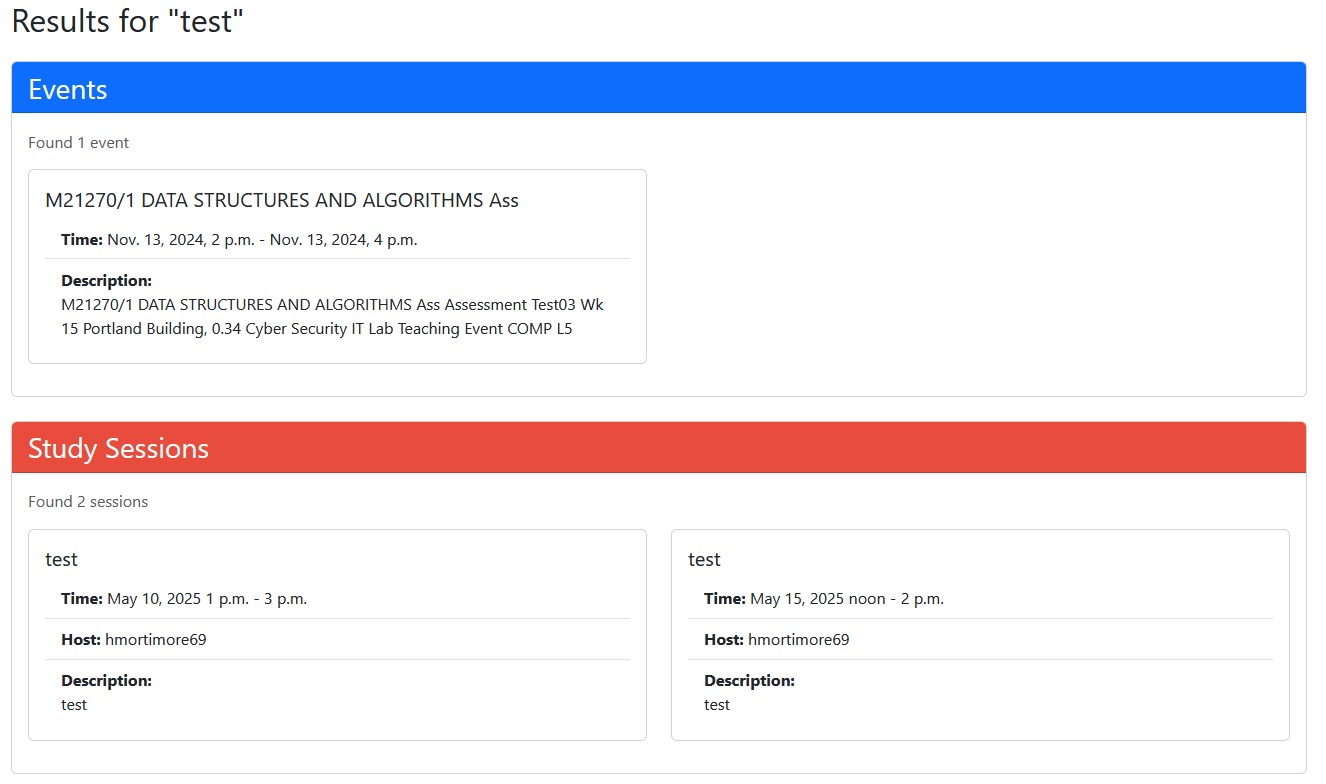 Results for "test"
Events
Found 1 event
M21270/1 DATA STRUCTURES AND ALGORITHMS Ass
Time: Nov. 13, 2024, 2 p.m. - Nov. 13, 2024, 4 p.m.
Description:
M21270/1 DATA STRUCTURES AND ALGORITHMS Ass Assessment Test03 Wk
15 Portland Building, 0.34 Cyber Security IT Lab Teaching Event COMP L5
Study Sessions
Found 2 sessions
test
Time: May 10, 2025 1 p.m. - 3 p.m.
Host: hmortimore69
Description:
test
test
Time: May 15, 2025 noon - 2 p.m.
Host: hmortimore69
Description:
test